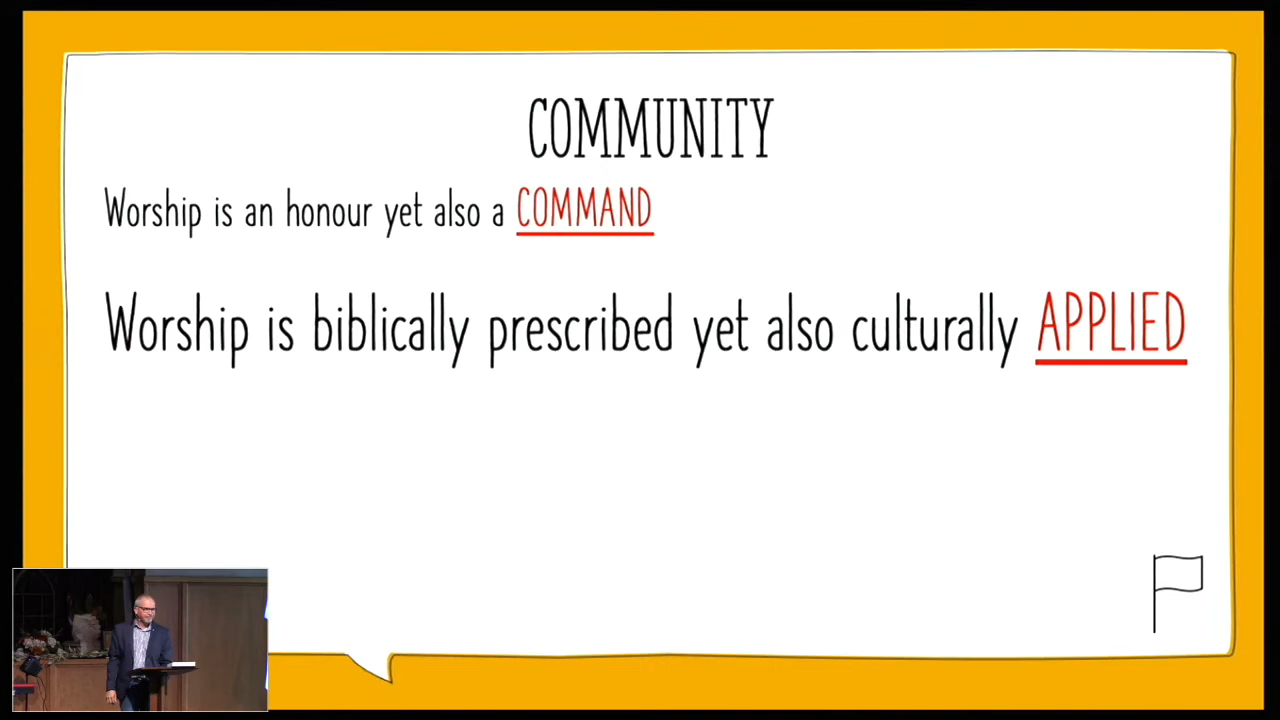 COMMUNITY
Worship is an honour yet also a COMMAND
Worship is biblically prescribed yet also culturally APPLIED